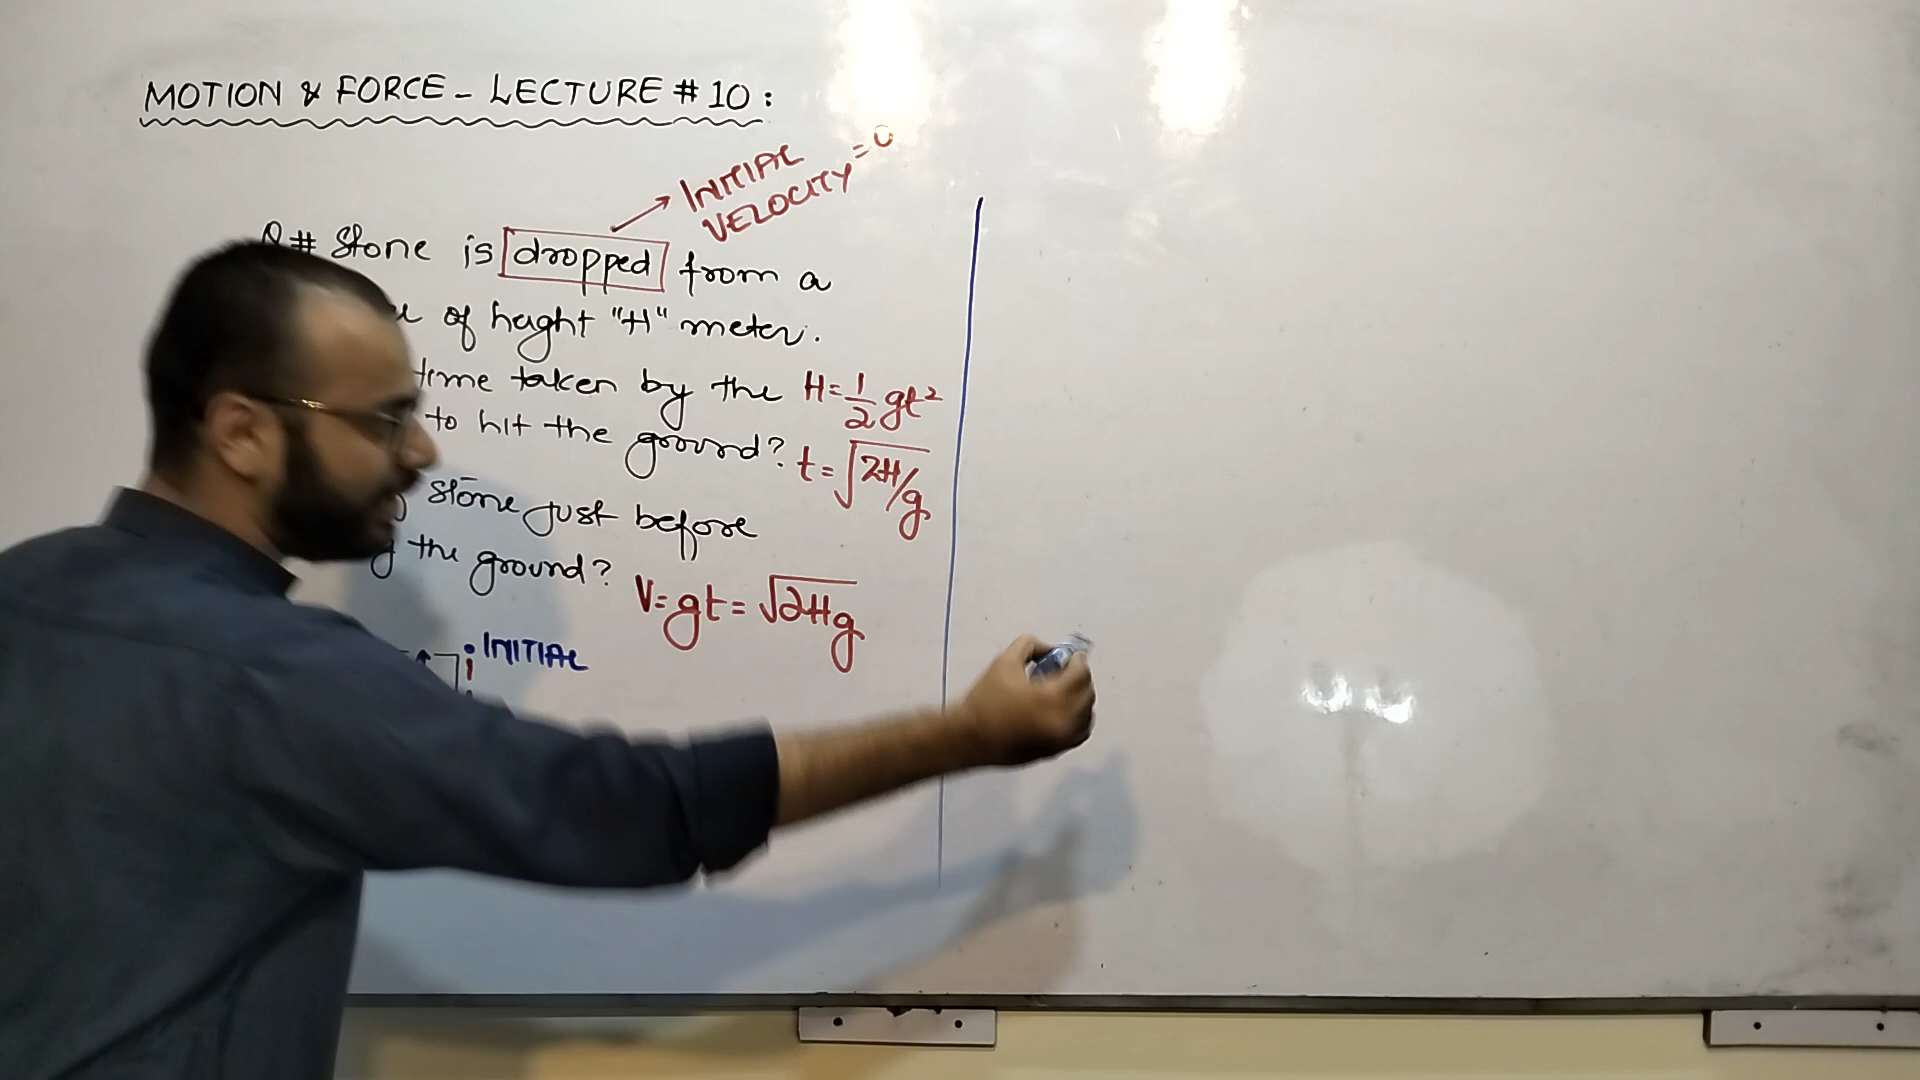 MOTION & FORCE - LECTURE # 10 :
INITIAL
VELOCITY = 0
Q# Stone is dropped from a
of height "H" meter.
time taken by the H = 1/2 gt²
to hit the ground? t = √2H/g
stone just before
the ground?
V = gt = √2Hg
INITIAL